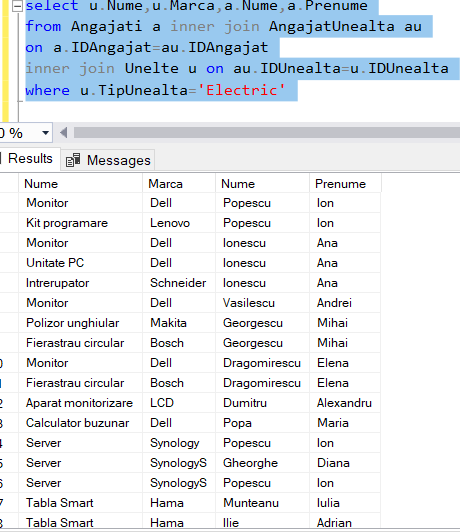 select u.Nume,u.Marca,a.Nume,a.Prenume
from Angajati a inner join AngajatUnealta au
on a.IDAngajat=au.IDAngajat
inner join Unelte u on au.IDUnealta=u.IDUnealta
where u.TipUnealta='Electric'
0 %
Results Messages
Nume Marca Nume Prenume
Monitor Dell Popescu Ion
Kit programare Lenovo Popescu Ion
Monitor Dell Ionescu Ana
Unitate PC Dell Ionescu Ana
Intrerupator Schneider Ionescu Ana
Monitor Dell Vasilescu Andrei
Polizor unghiular Makita Georgescu Mihai
Fierastrau circular Bosch Georgescu Mihai
0 Monitor Dell Dragomirescu Elena
1 Fierastrau circular Bosch Dragomirescu Elena
2 Aparat monitorizare LCD Dumitru Alexandru
3 Calculator buzunar Dell Popa Maria
4 Server Synology Popescu Ion
5 Server SynologyS Gheorghe Diana
6 Server SynologyS Popescu Ion
7 Tabla Smart Hama Munteanu Iulia
8 Tabla Smart Hama Ilie Adrian